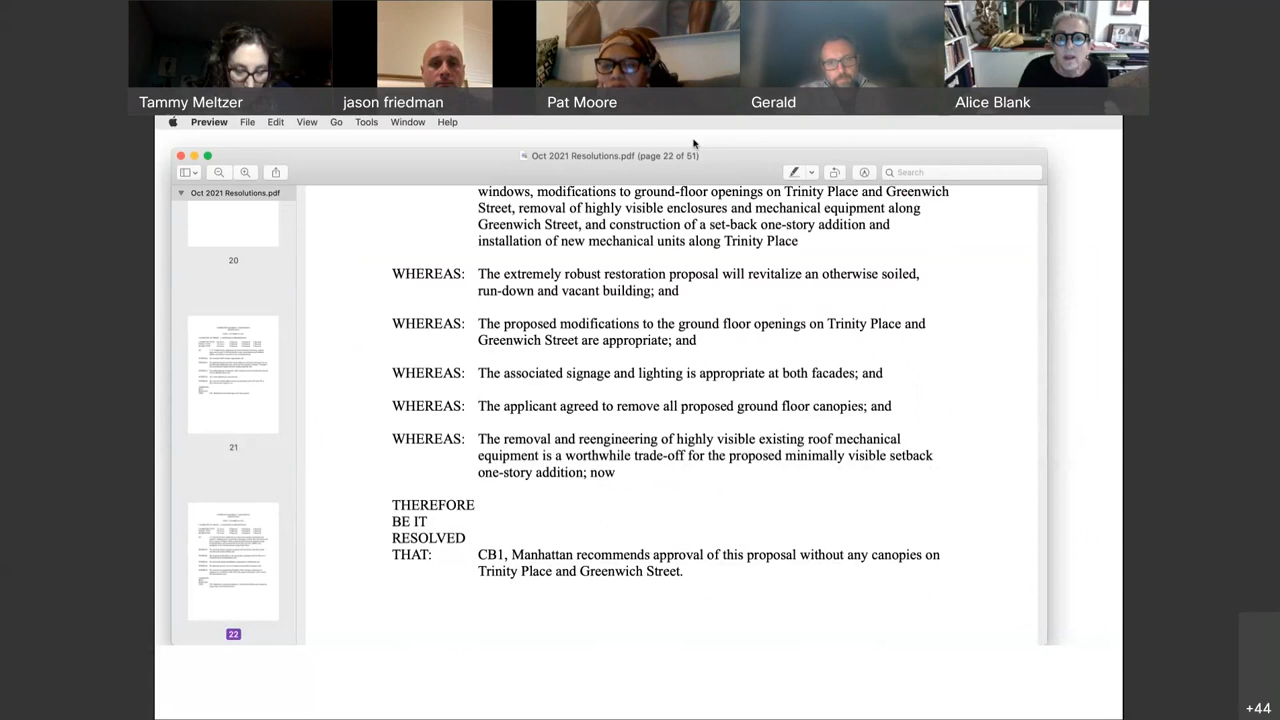 Tammy Meltzer
jason friedman
Pat Moore
Gerald
Alice Blank
Preview File Edit View Go Tools Window Help
Oct 2021 Resolutions.pdf (page 22 of 51)
Search
Oct 2021 Resolutions.pdf
20
21
22
windows, modifications to ground-floor openings on Trinity Place and Greenwich
Street, removal of highly visible enclosures and mechanical equipment along
Greenwich Street, and construction of a set-back one-story addition and
installation of new mechanical units along Trinity Place
WHEREAS: The extremely robust restoration proposal will revitalize an otherwise soiled,
run-down and vacant building; and
WHEREAS: The proposed modifications to the ground floor openings on Trinity Place and
Greenwich Street are appropriate; and
WHEREAS: The associated signage and lighting is appropriate at both facades; and
WHEREAS: The applicant agreed to remove all proposed ground floor canopies; and
WHEREAS: The removal and reengineering of highly visible existing roof mechanical
equipment is a worthwhile trade-off for the proposed minimally visible setback
one-story addition; now
THEREFORE
BE IT
RESOLVED
THAT: CB1, Manhattan recommends approval of this proposal without any canopies on
Trinity Place and Greenwich Street.
+44